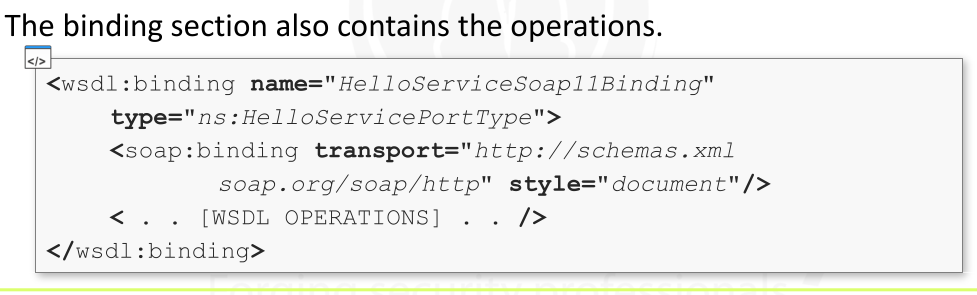 The binding section also contains the operations.
</>
<wsdl:binding name="HelloServiceSoap11Binding"
type="ns:HelloServicePortType">
<soap:binding transport="http://schemas.xml
soap.org/soap/http" style="document"/>
< . . [WSDL OPERATIONS] . . />
</wsdl:binding>
Forging security professionals